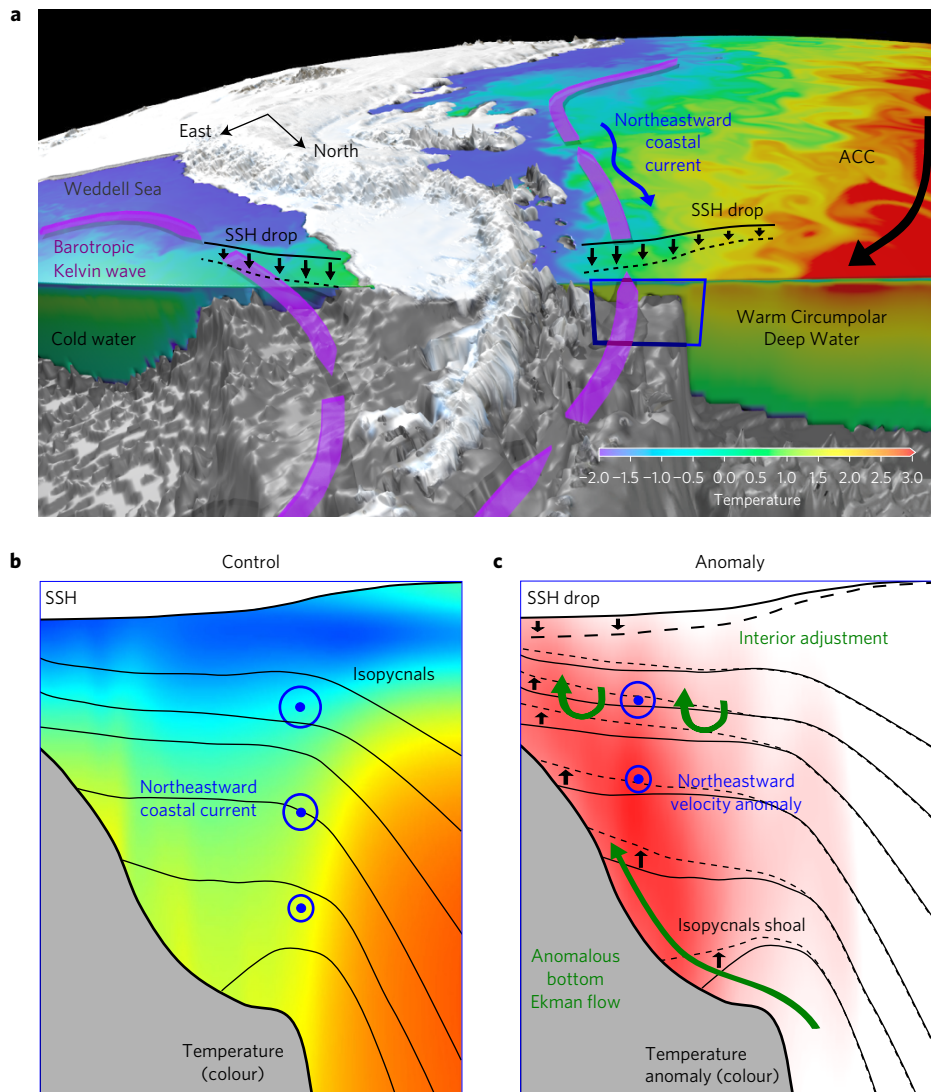 a
East
North
Northeastward
coastal
current
ACC
Weddell Sea
SSH drop
SSH drop
Barotropic
Kelvin wave
Cold water
Warm Circumpolar
Deep Water
−2.0 −1.5 −1.0 −0.5 0.0 0.5 1.0 1.5 2.0 2.5 3.0
Temperature
b
Control
SSH
Isopycnals
Northeastward
coastal current
Temperature
(colour)
c
Anomaly
SSH drop
Interior adjustment
Northeastward
velocity anomaly
Isopycnals shoal
Anomalous
bottom
Ekman flow
Temperature
anomaly (colour)